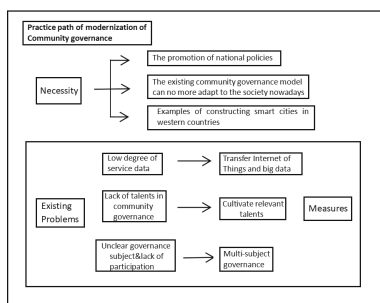 Practice path of modernization of
Community governance
The promotion of national policies
Necessity
The existing community governance model
can no more adapt to the society nowadays
Examples of constructing smart cities in
western countries
Low degree of
service data
Transfer Internet of
Things and big data
Existing
Problems
Lack of talents in
community
governance
Cultivate relevant
talents
Measures
Unclear governance
subject&lack of
participation
Multi-subject
governance